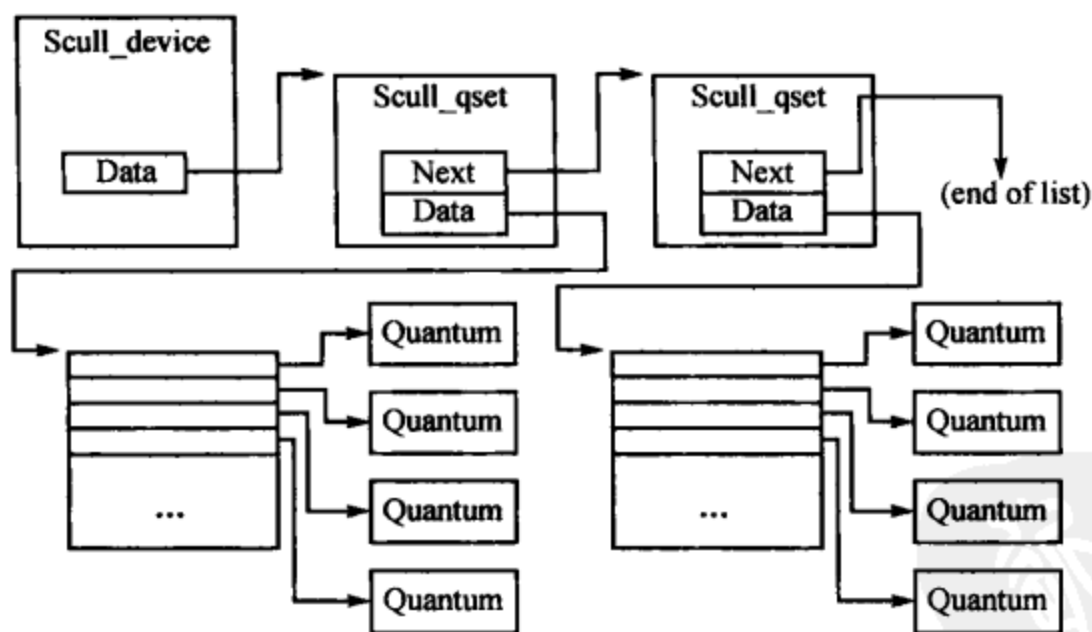 Scull_device
Scull_qset
Scull_qset
Data
Next
Next
Data
Data
(end of list)
Quantum
Quantum
Quantum
Quantum
Quantum
Quantum
...
...
Quantum
Quantum